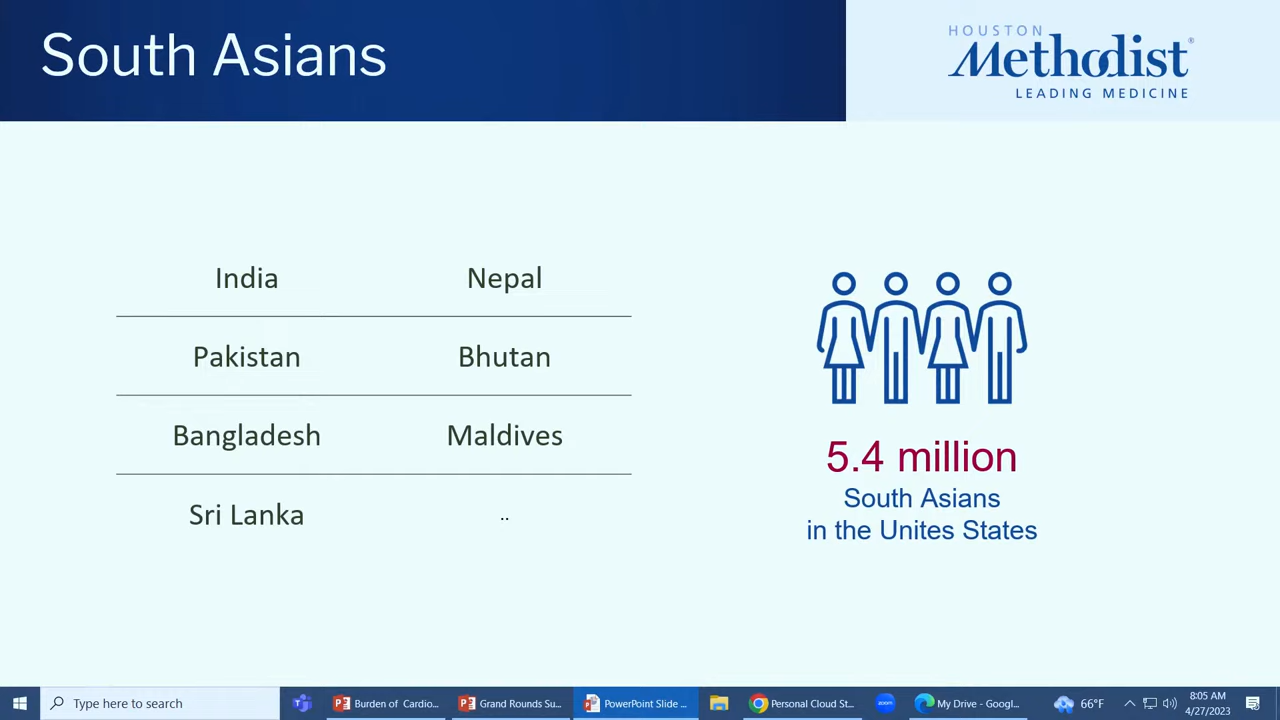 South Asians
HOUSTON
Methodist®
LEADING MEDICINE
India Nepal
Pakistan Bhutan
Bangladesh Maldives
Sri Lanka ..
5.4 million
South Asians
in the Unites States
Type here to search
Burden of Cardio...
Grand Rounds Su...
PowerPoint Slide ...
Personal Cloud St...
zoom
My Drive - Googl...
66°F
8:05 AM
4/27/2023